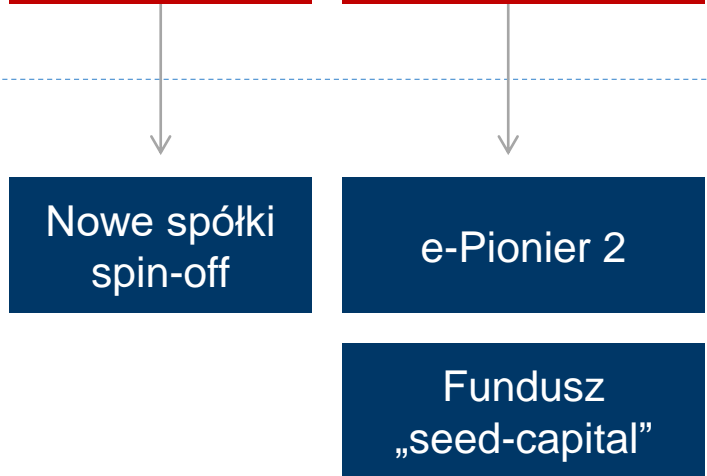 Nowe spółki
spin-off
e-Pionier 2
Fundusz
„seed-capital”